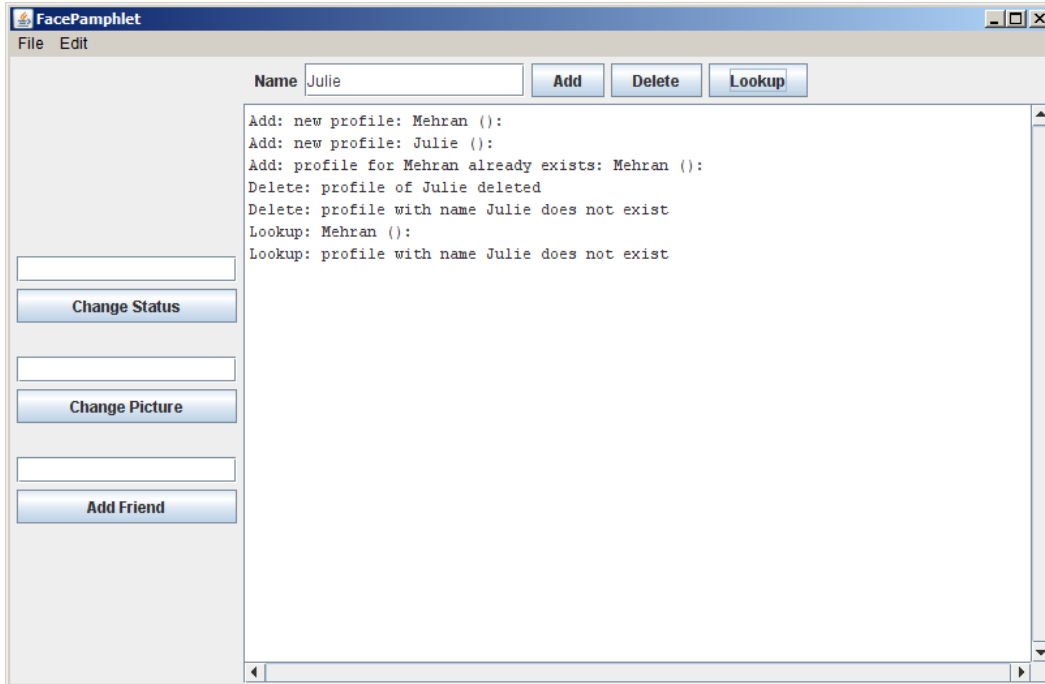 FacePamphlet
File Edit
Name Julie Add Delete Lookup
Add: new profile: Mehran ():
Add: new profile: Julie ():
Add: profile for Mehran already exists: Mehran ():
Delete: profile of Julie deleted
Delete: profile with name Julie does not exist
Lookup: Mehran ():
Lookup: profile with name Julie does not exist
Change Status
Change Picture
Add Friend